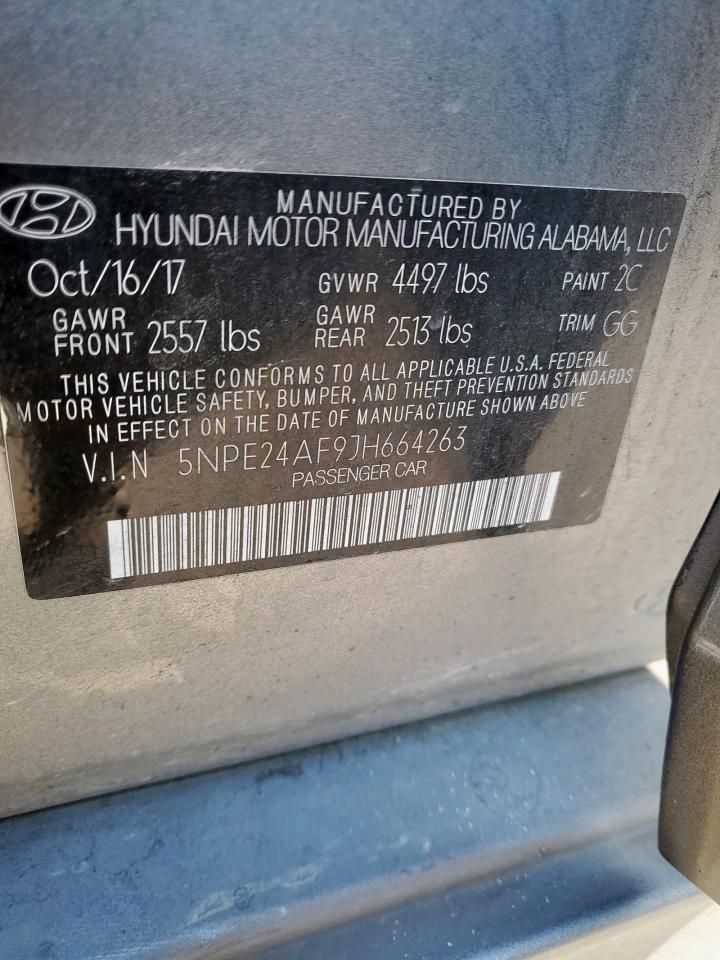 MANUFACTURED BY
HYUNDAI MOTOR MANUFACTURING ALABAMA, LLC
Oct/16/17 GVWR 4497 lbs PAINT 2C
GAWR FRONT 2557 lbs GAWR REAR 2513 lbs TRIM GG
THIS VEHICLE CONFORMS TO ALL APPLICABLE U.S.A. FEDERAL
MOTOR VEHICLE SAFETY, BUMPER, AND THEFT PREVENTION STANDARDS
IN EFFECT ON THE DATE OF MANUFACTURE SHOWN ABOVE
V.I.N 5NPE24AF9JH664263
PASSENGER CAR